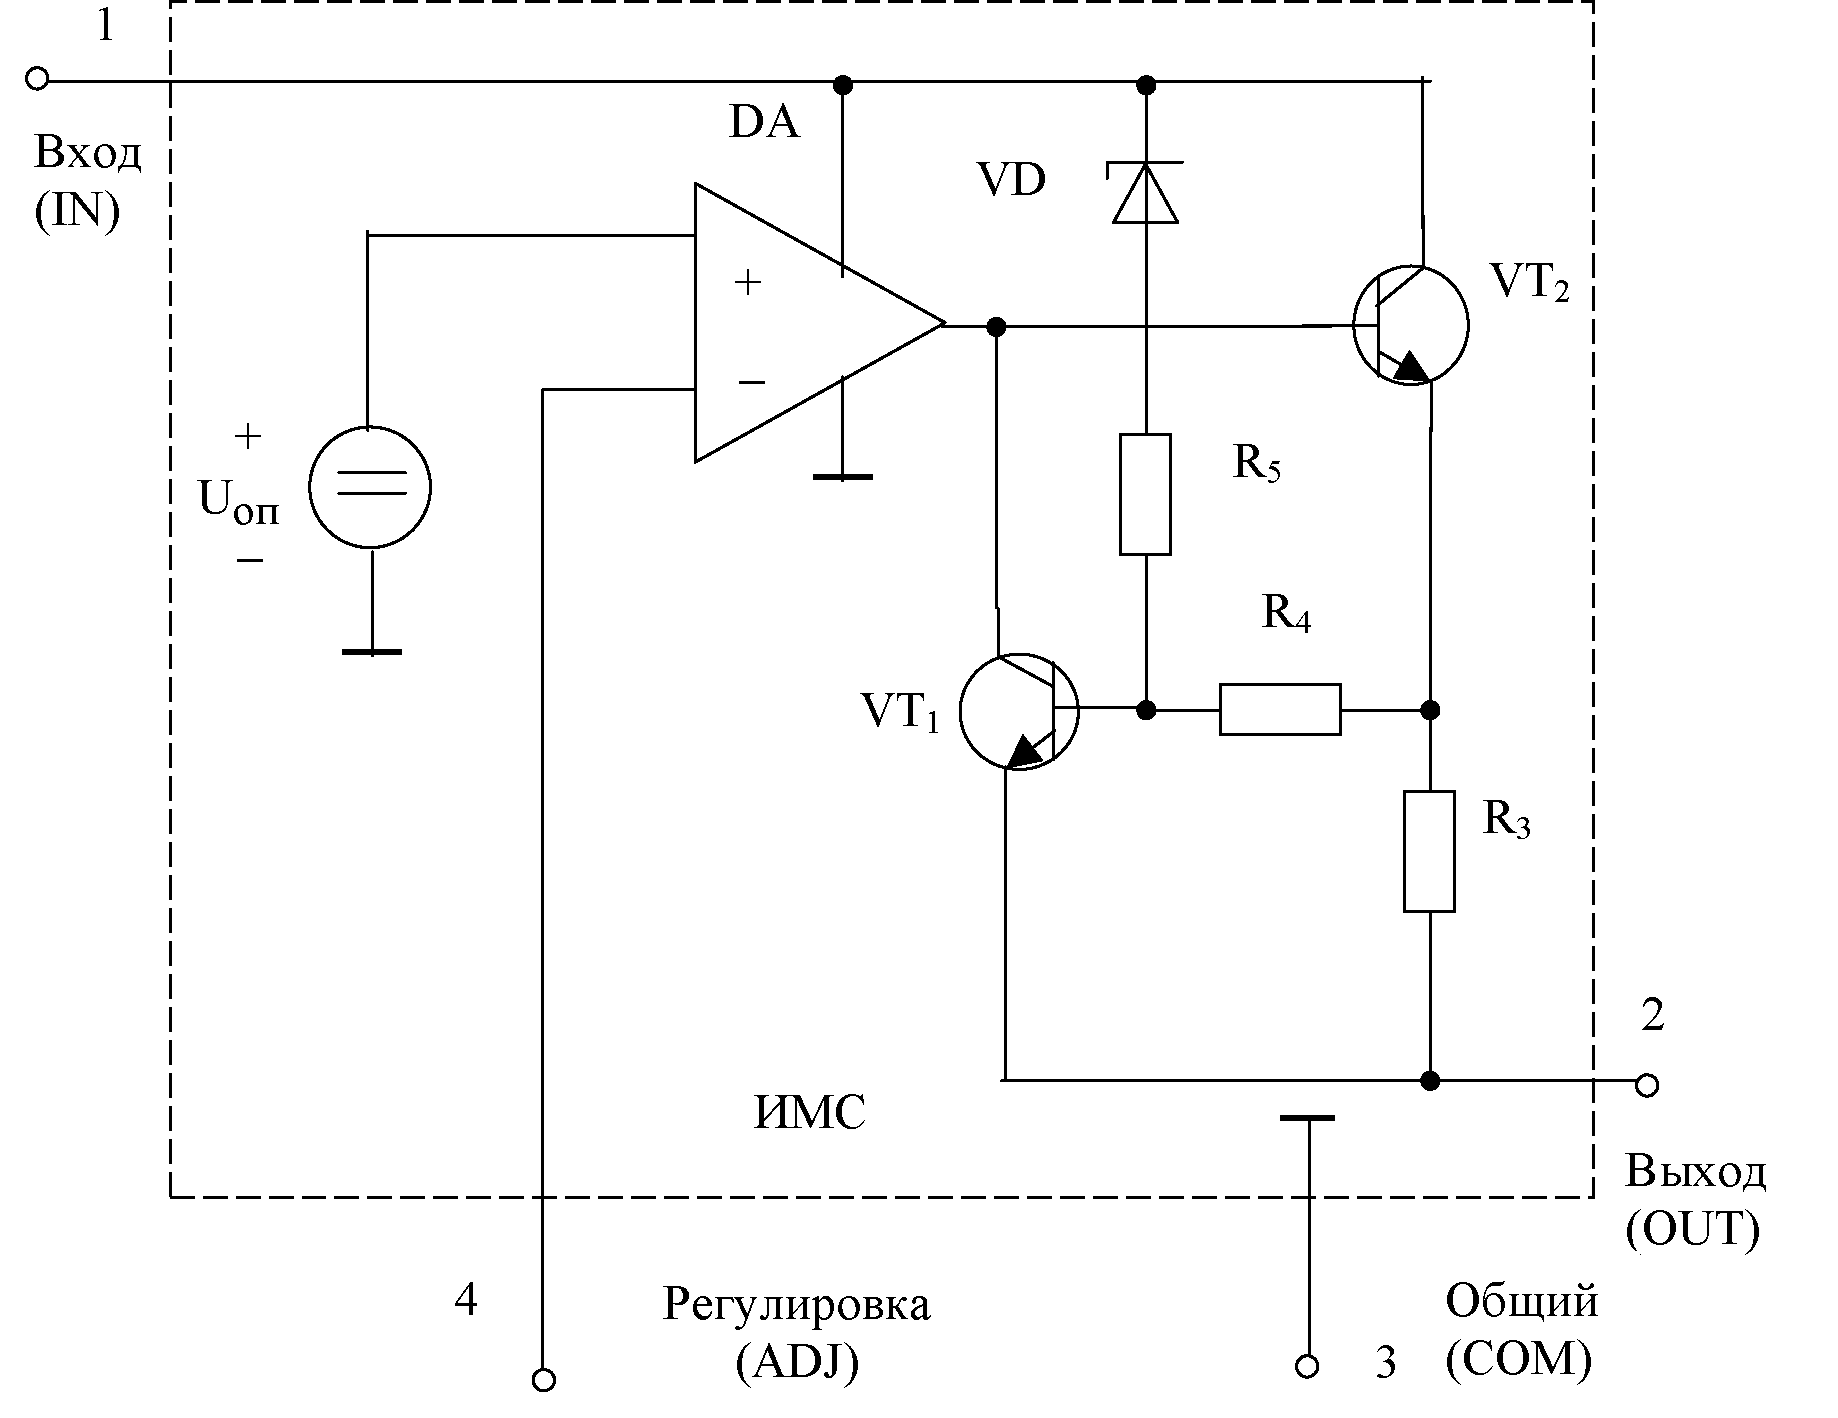 1
Вход
(IN)
DA
+
−
VD
VT₂
+
Uоп
−
R₅
R₄
VT₁
R₃
2
ИМС
Выход
(OUT)
4
Регулировка
(ADJ)
3
Общий
(COM)